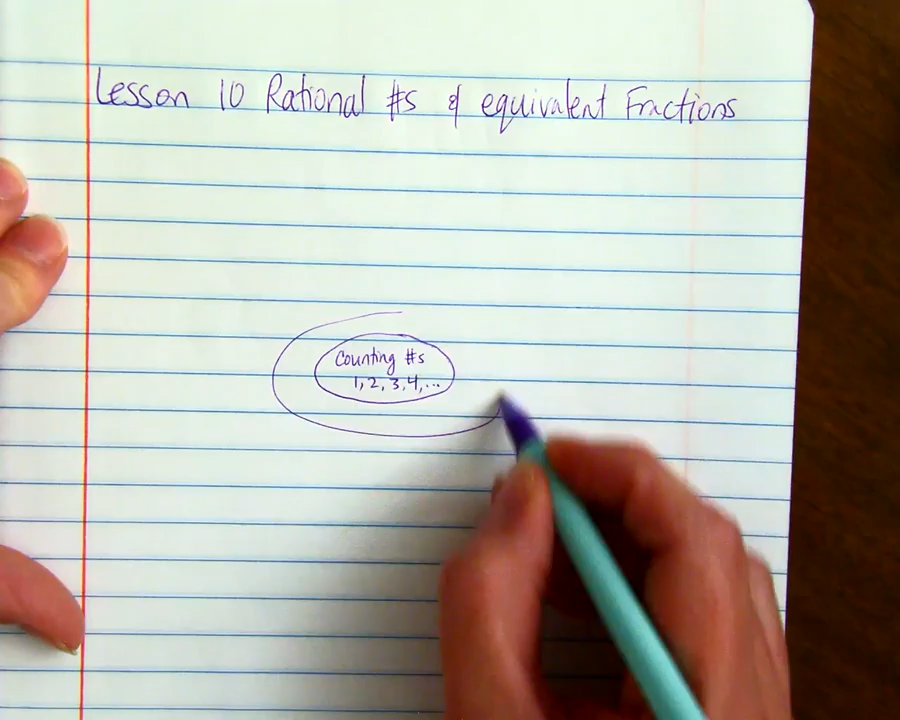 Lesson 10 Rational #s & equivalent Fractions
Counting #s
1, 2, 3, 4, ...